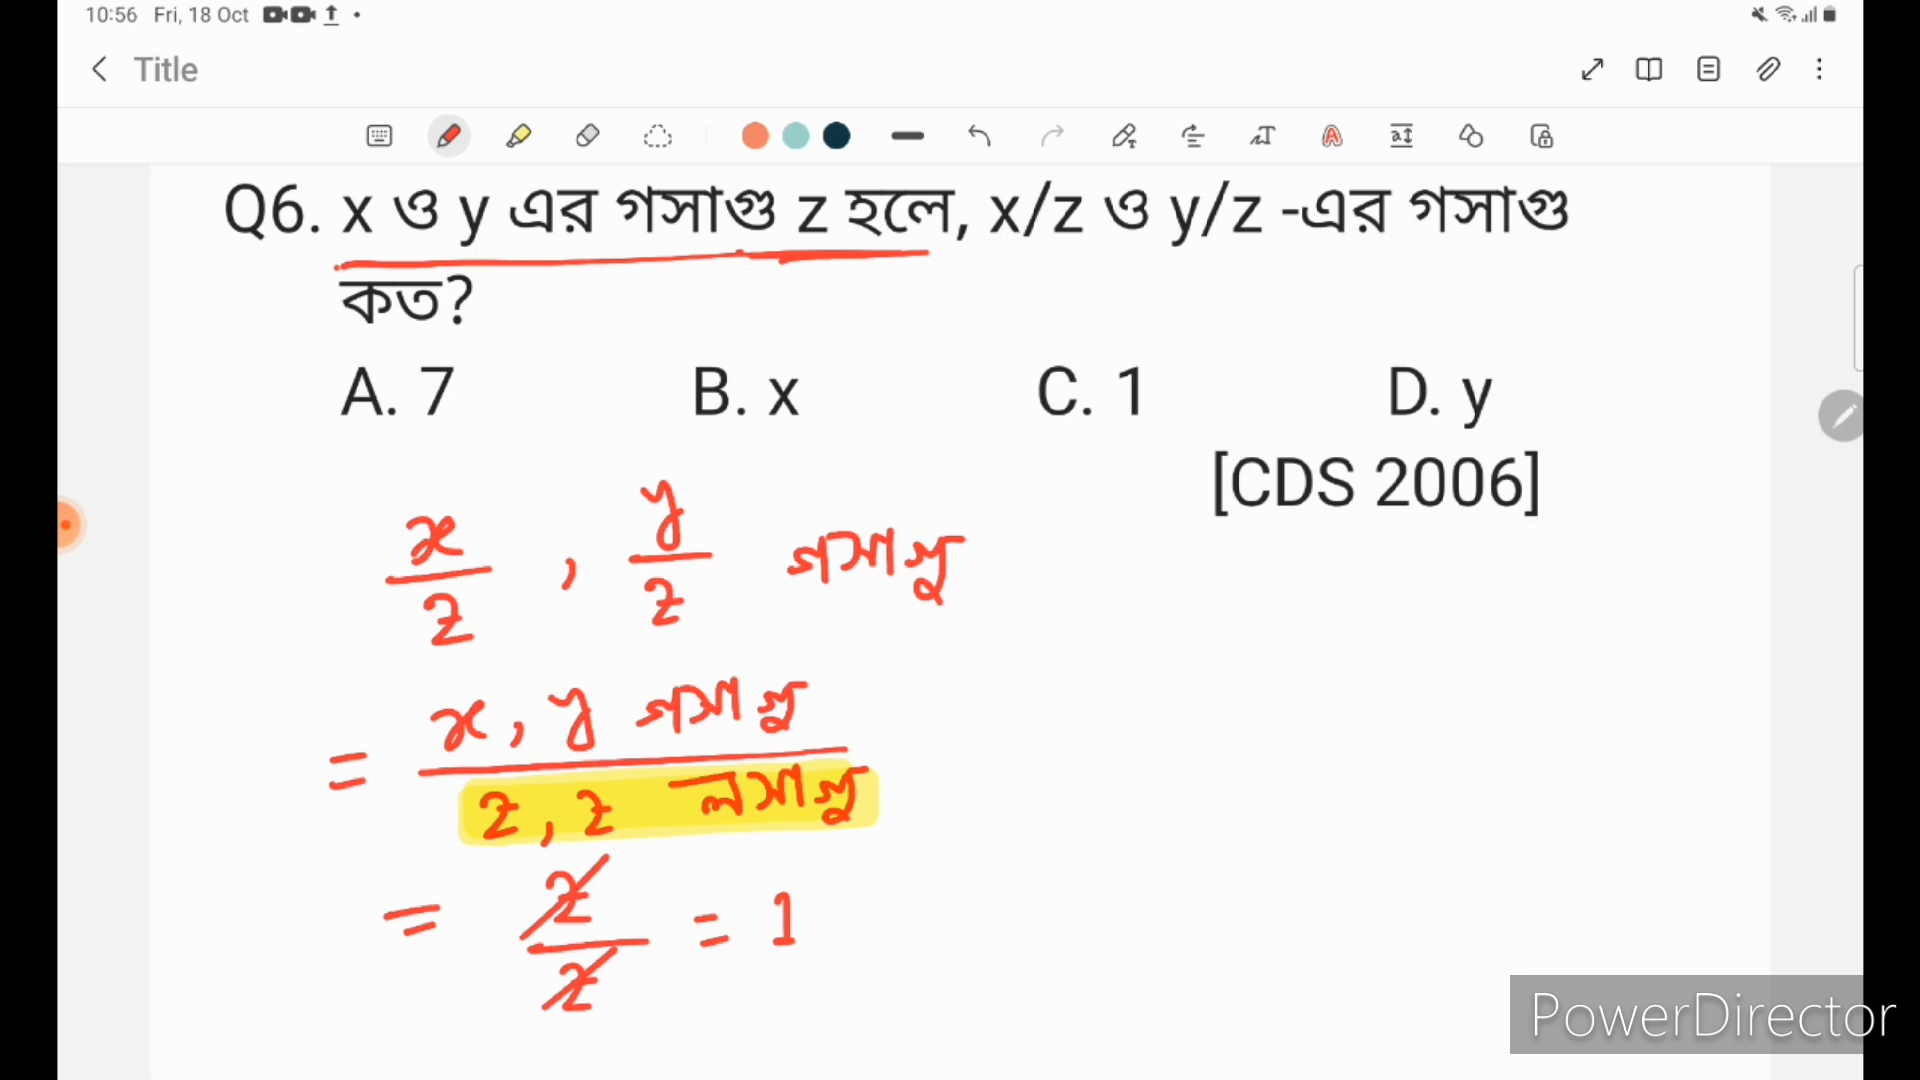 10:56 Fri, 18 Oct
Title
Q6. x ও y এর গসাগু z হলে, x/z ও y/z -এর গসাগু
কত?
A. 7 B. x C. 1 D. y
[CDS 2006]
x/z , y/z গসাগু
= x, y গসাগু
z, z লসাগু
= z/z = 1
PowerDirector